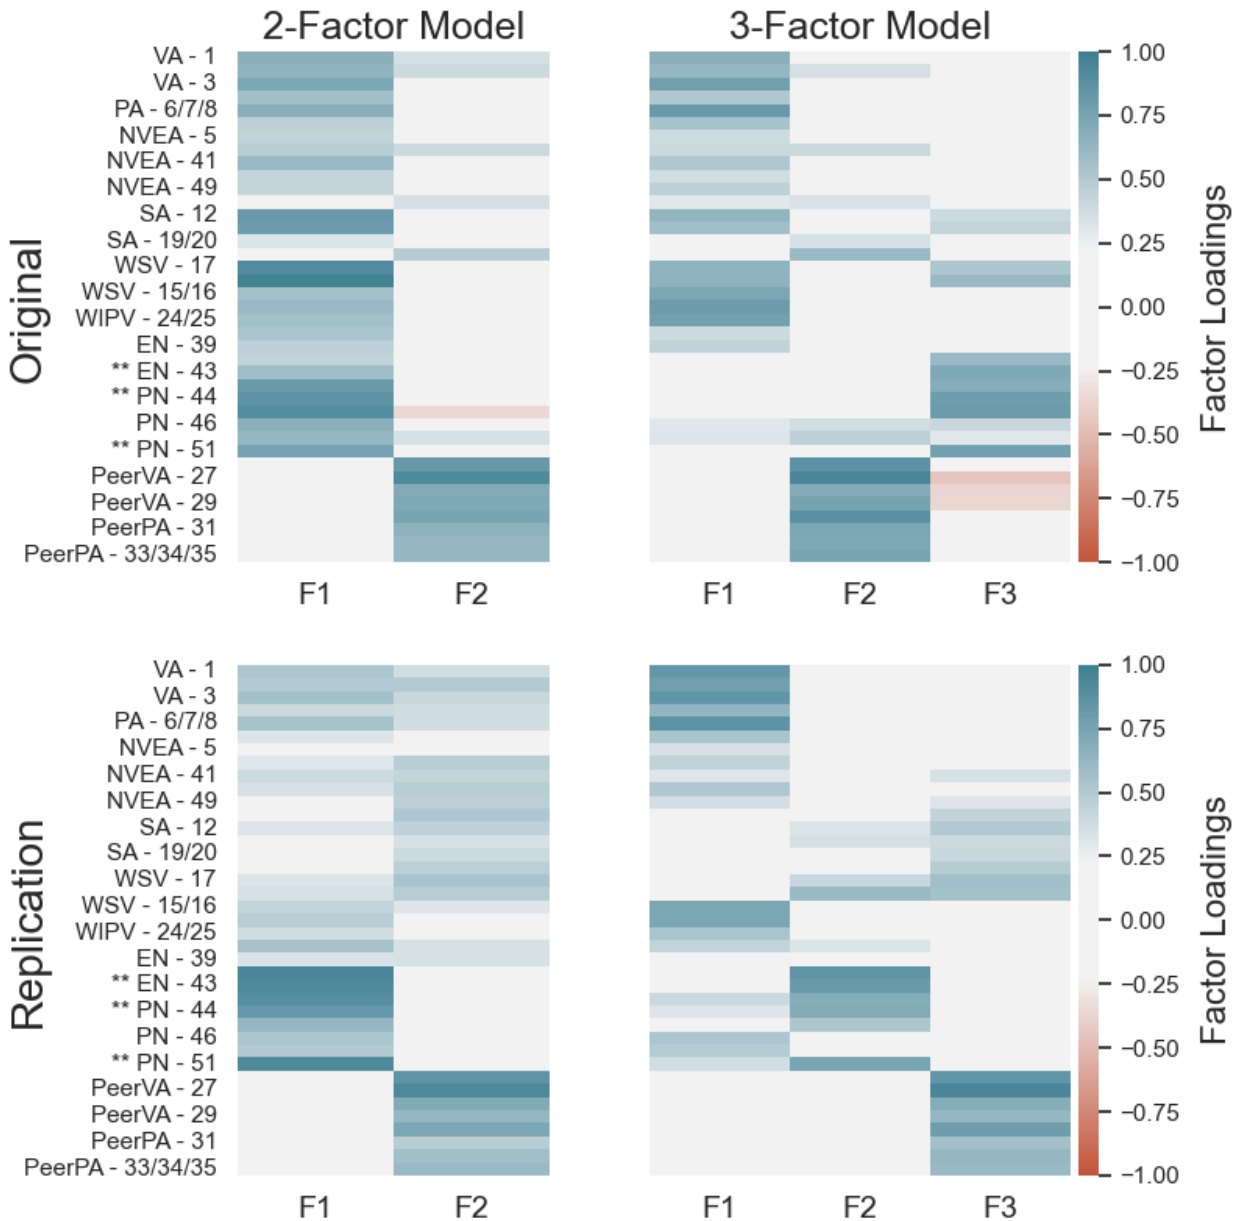 2-Factor Model
3-Factor Model
Original
VA - 1
VA - 3
PA - 6/7/8
NVEA - 5
NVEA - 41
NVEA - 49
SA - 12
SA - 19/20
WSV - 17
WSV - 15/16
WIPV - 24/25
EN - 39
** EN - 43
** PN - 44
PN - 46
** PN - 51
PeerVA - 27
PeerVA - 29
PeerPA - 31
PeerPA - 33/34/35
F1
F2
F1
F2
F3
1.00
0.75
0.50
0.25
0.00
−0.25
−0.50
−0.75
−1.00
Factor Loadings
Replication
VA - 1
VA - 3
PA - 6/7/8
NVEA - 5
NVEA - 41
NVEA - 49
SA - 12
SA - 19/20
WSV - 17
WSV - 15/16
WIPV - 24/25
EN - 39
** EN - 43
** PN - 44
PN - 46
** PN - 51
PeerVA - 27
PeerVA - 29
PeerPA - 31
PeerPA - 33/34/35
F1
F2
F1
F2
F3
1.00
0.75
0.50
0.25
0.00
−0.25
−0.50
−0.75
−1.00
Factor Loadings